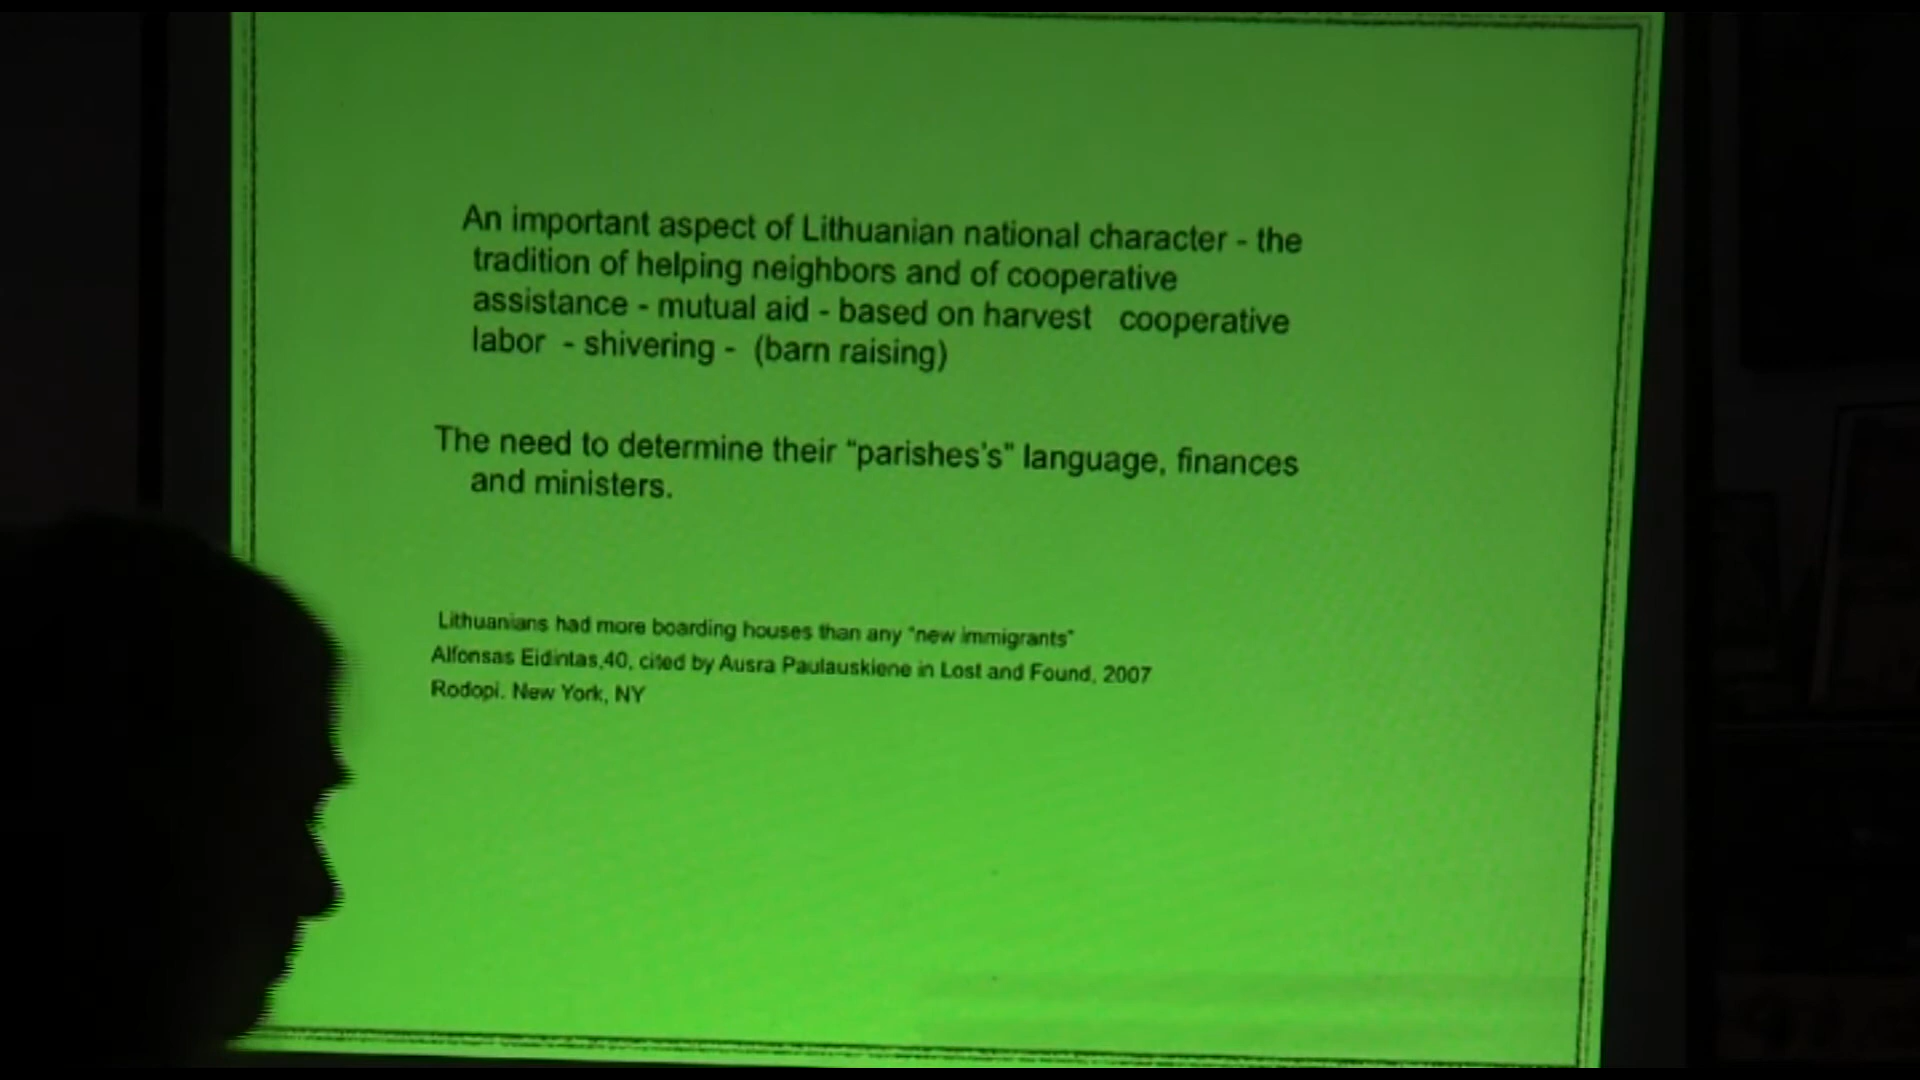 An important aspect of Lithuanian national character - the
tradition of helping neighbors and of cooperative
assistance - mutual aid - based on harvest cooperative
labor - shivering - (barn raising)
The need to determine their “parishes's” language, finances
and ministers.
Lithuanians had more boarding houses than any "new immigrants"
Alfonsas Eidintas,40, cited by Ausra Paulauskiene in Lost and Found, 2007
Rodopi. New York, NY